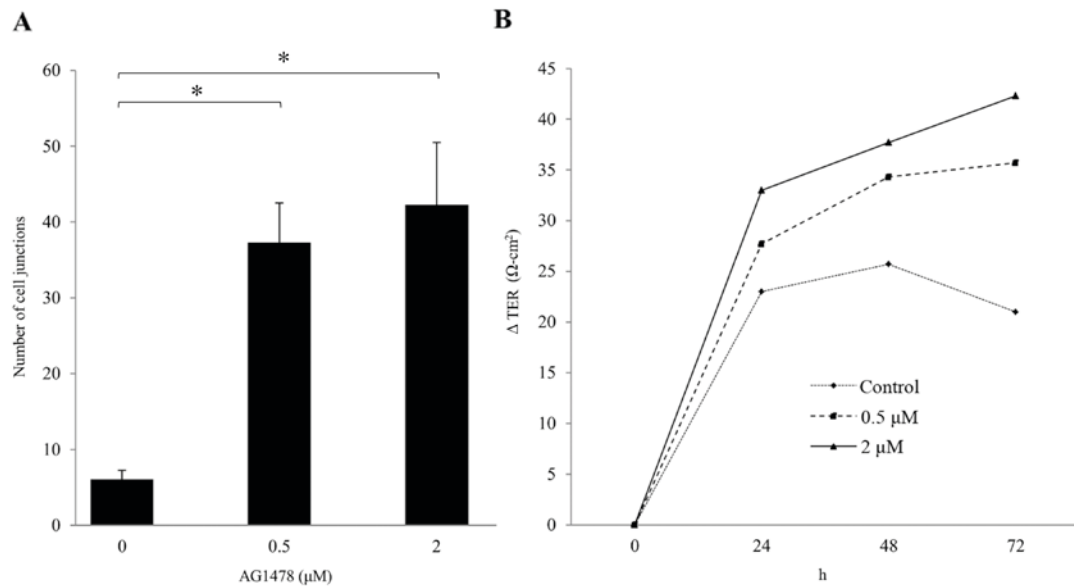 A
*
*
60
50
40
30
20
10
0
Number of cell junctions
0 0.5 2
AG1478 (μM)
B
45
40
35
30
25
20
15
10
5
0
Δ TER (Ω-cm²)
Control
0.5 μM
2 μM
0 24 48 72
h